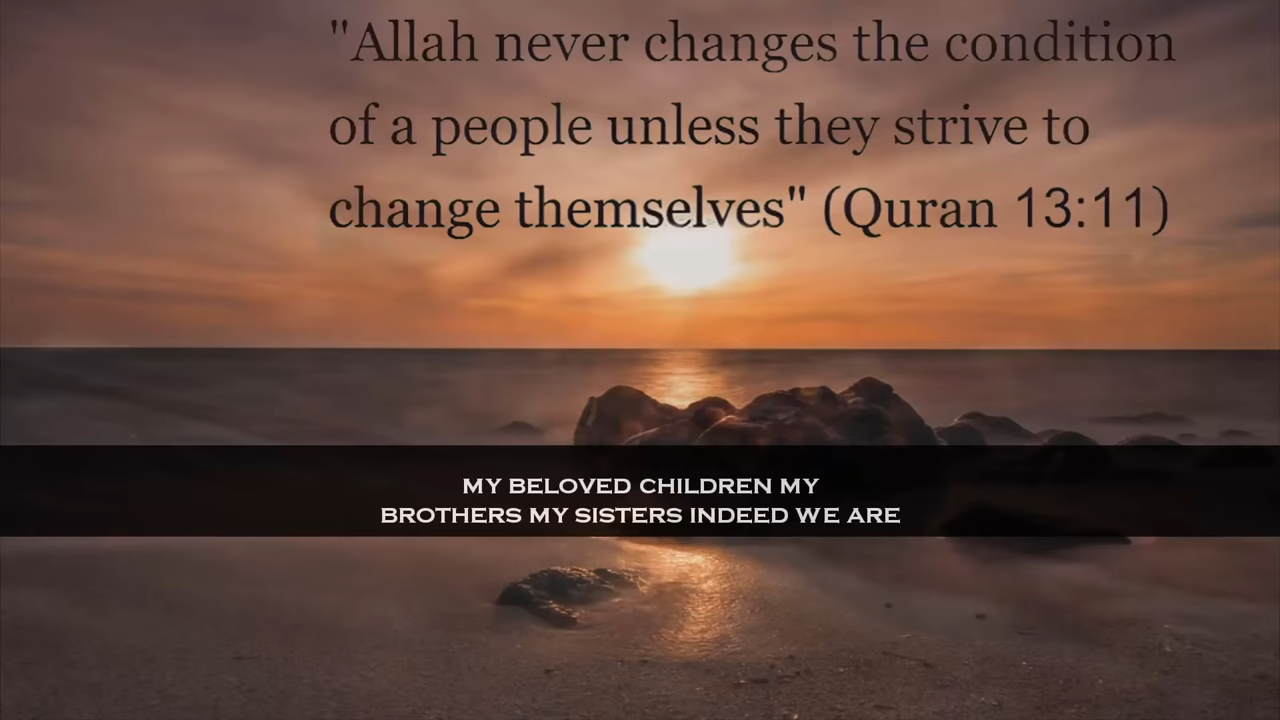 "Allah never changes the condition
of a people unless they strive to
change themselves" (Quran 13:11)
MY BELOVED CHILDREN MY
BROTHERS MY SISTERS INDEED WE ARE